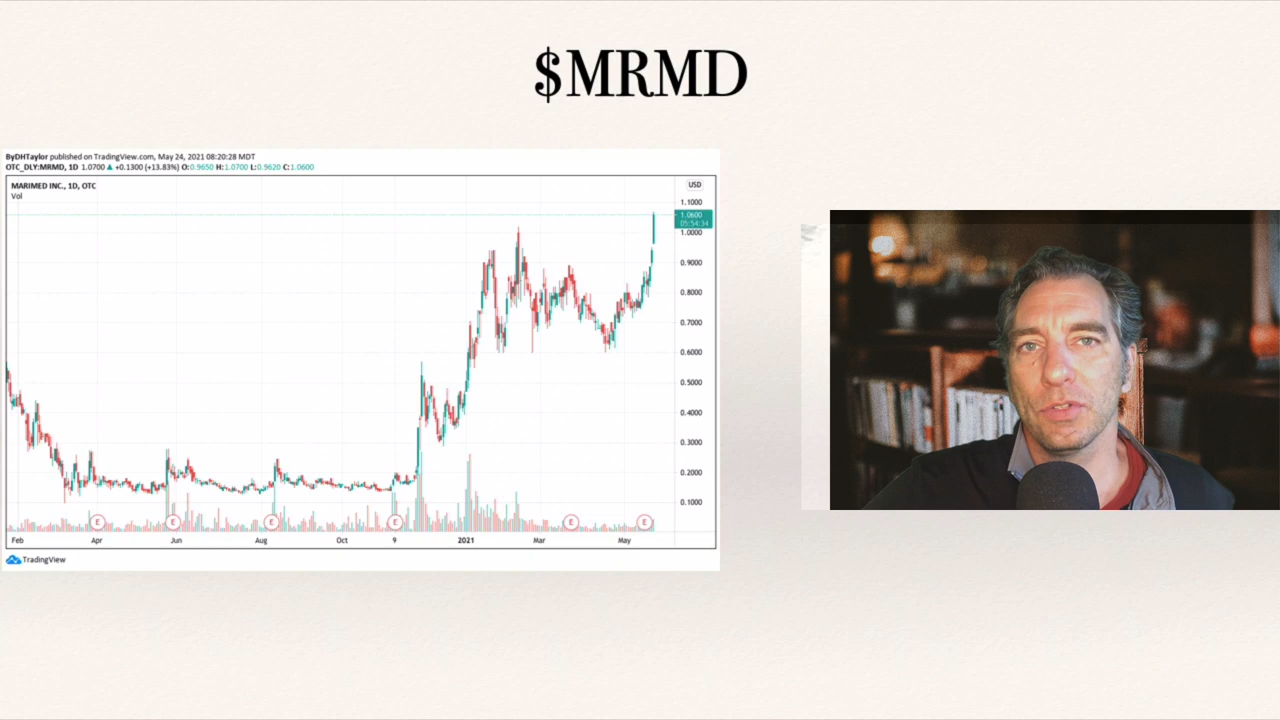 $MRMD
ByDHTaylor published on TradingView.com, May 24, 2021 08:20:28 MDT
OTC_DLY:MRMD, 1D 1.0700 ▲ +0.1300 (+13.83%) O:0.9650 H:1.0700 L:0.9620 C:1.0600
MARIMED INC., 1D, OTC
USD
Vol
1.1000
1.0600
05:54:34
1.0000
0.9000
0.8000
0.7000
0.6000
0.5000
0.4000
0.3000
0.2000
0.1000
E E E E E E
Feb Apr Jun Aug Oct 9 2021 Mar May
TradingView